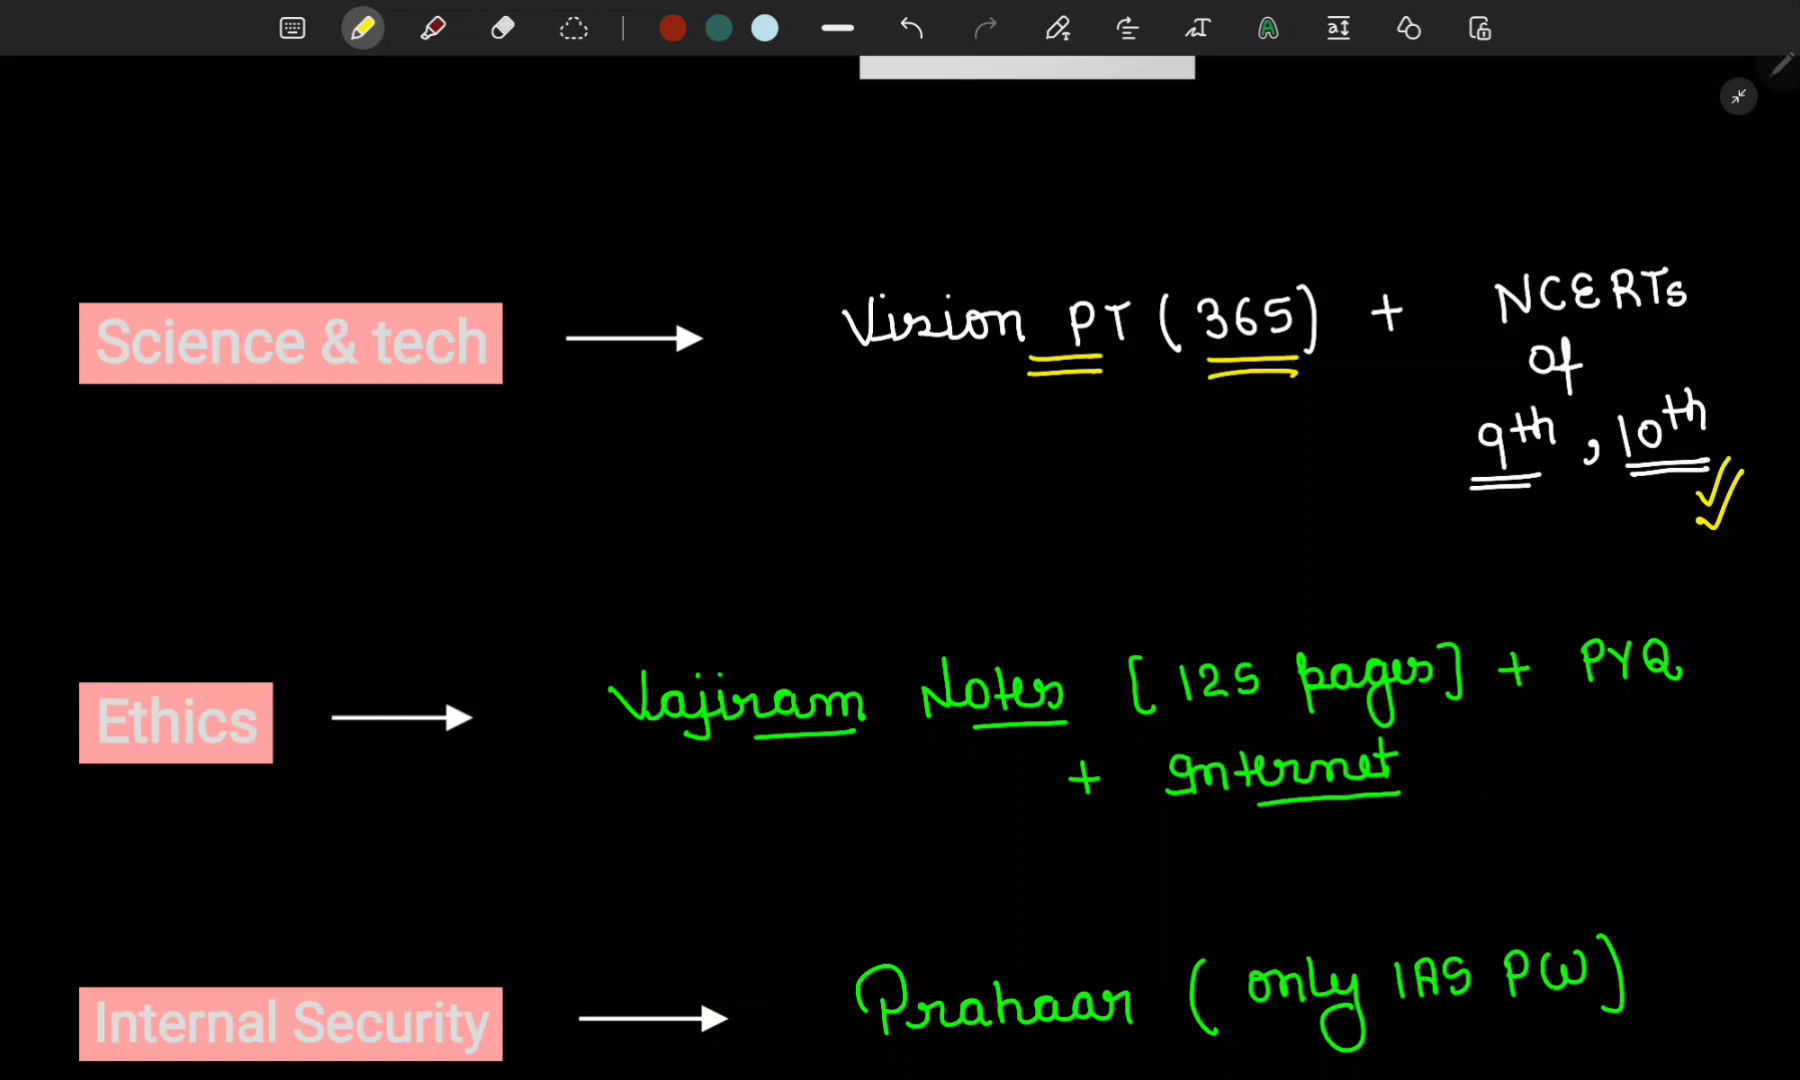 Science & tech → Vision PT (365) + NCERTs
of
9th, 10th
Ethics → Vajiram Notes [125 pages] + PYQ
+ Internet
Internal Security → Prahaar (only IAS PW)